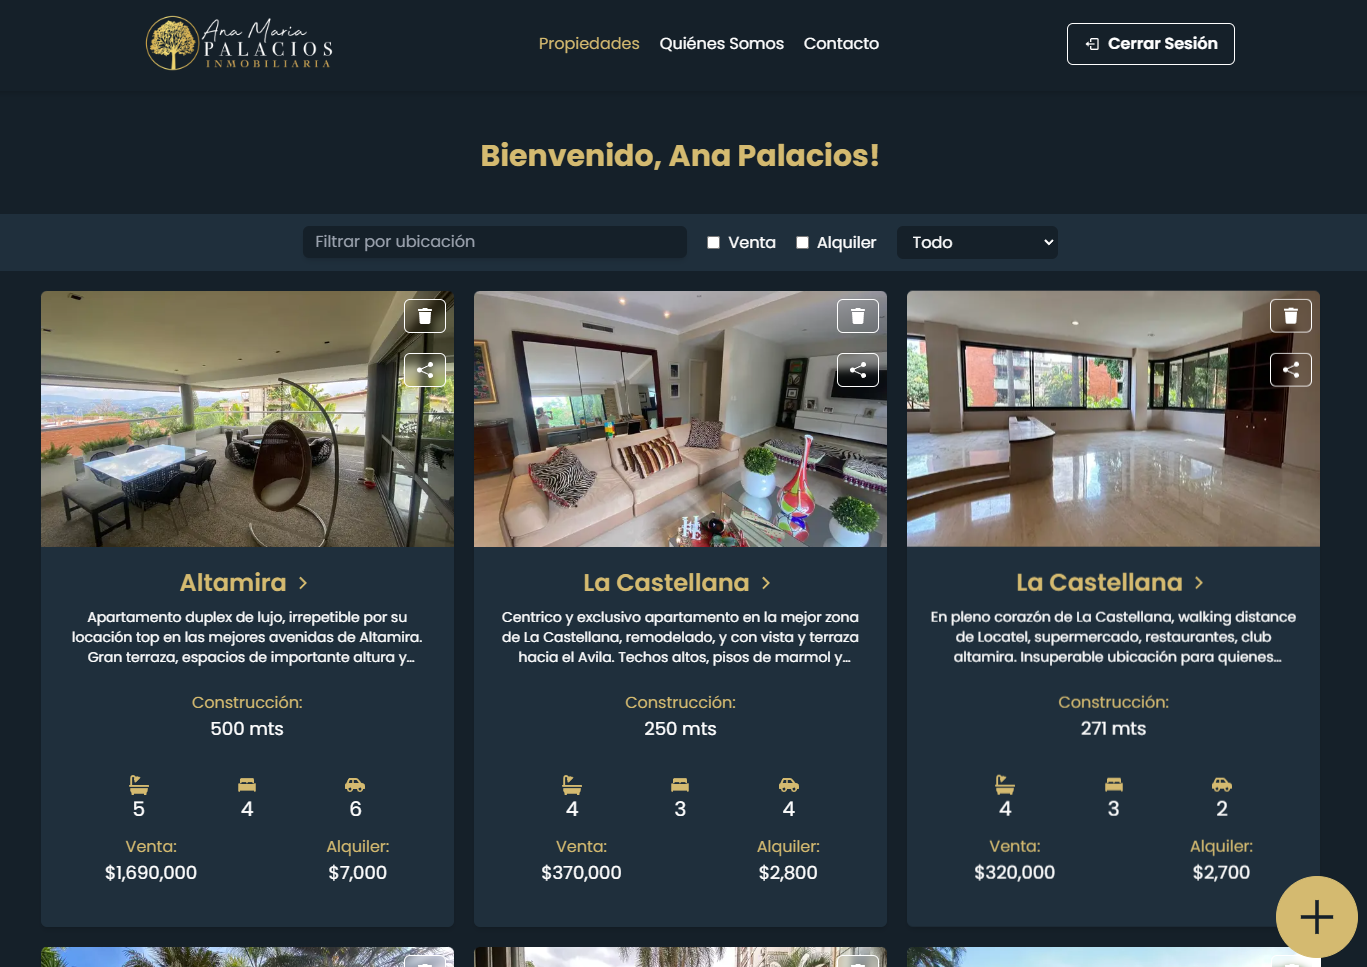 Ana Maria
PALACIOS
INMOBILIARIA
Propiedades
Quiénes Somos
Contacto
Cerrar Sesión
Bienvenido, Ana Palacios!
Filtrar por ubicación
Venta
Alquiler
Todo
Altamira
Apartamento duplex de lujo, irrepetible por su
locación top en las mejores avenidas de Altamira.
Gran terraza, espacios de importante altura y...
Construcción:
500 mts
5
4
6
Venta:
$1,690,000
Alquiler:
$7,000
La Castellana
Centrico y exclusivo apartamento en la mejor zona
de La Castellana, remodelado, y con vista y terraza
hacia el Avila. Techos altos, pisos de marmol y...
Construcción:
250 mts
4
3
4
Venta:
$370,000
Alquiler:
$2,800
La Castellana
En pleno corazón de La Castellana, walking distance
de Locatel, supermercado, restaurantes, club
altamira. Insuperable ubicación para quienes...
Construcción:
271 mts
4
3
2
Venta:
$320,000
Alquiler:
$2,700